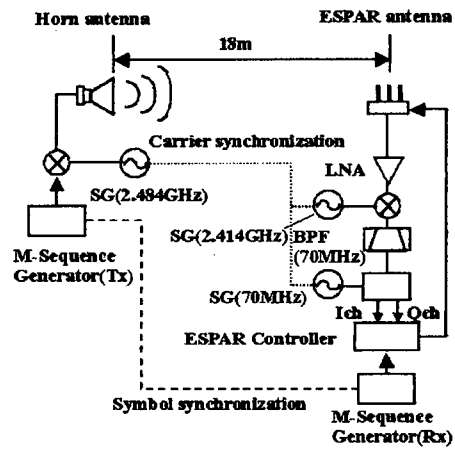 Horn antenna
ESPAR antenna
18m
Carrier synchronization
LNA
SG(2.484GHz)
SG(2.414GHz)
BPF
(70MHz)
M-Sequence
Generator(Tx)
SG(70MHz)
Ich
Qch
ESPAR Controller
Symbol synchronization
M-Sequence
Generator(Rx)